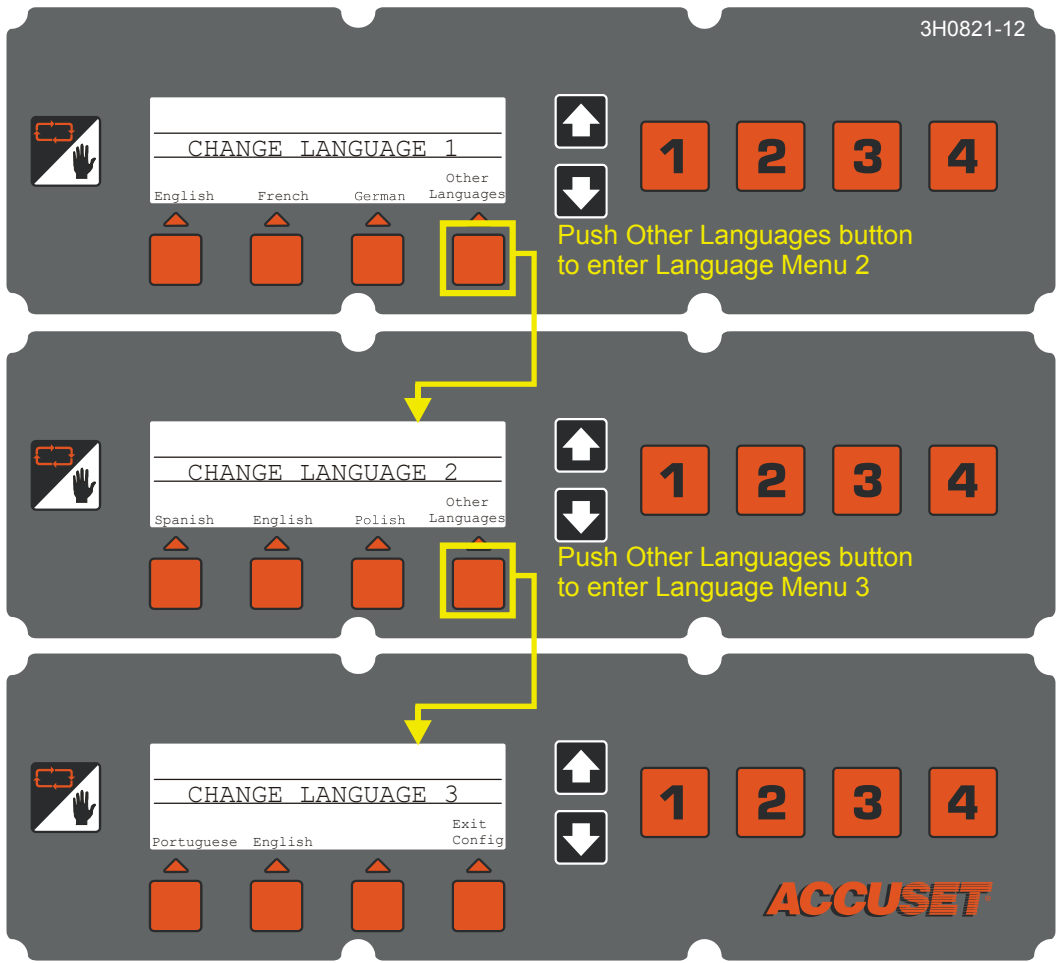 3H0821-12
CHANGE LANGUAGE 1
English French German Other Languages
1 2 3 4
Push Other Languages button
to enter Language Menu 2
CHANGE LANGUAGE 2
Spanish English Polish Other Languages
1 2 3 4
Push Other Languages button
to enter Language Menu 3
CHANGE LANGUAGE 3
Portuguese English Exit Config
1 2 3 4
ACCUSET